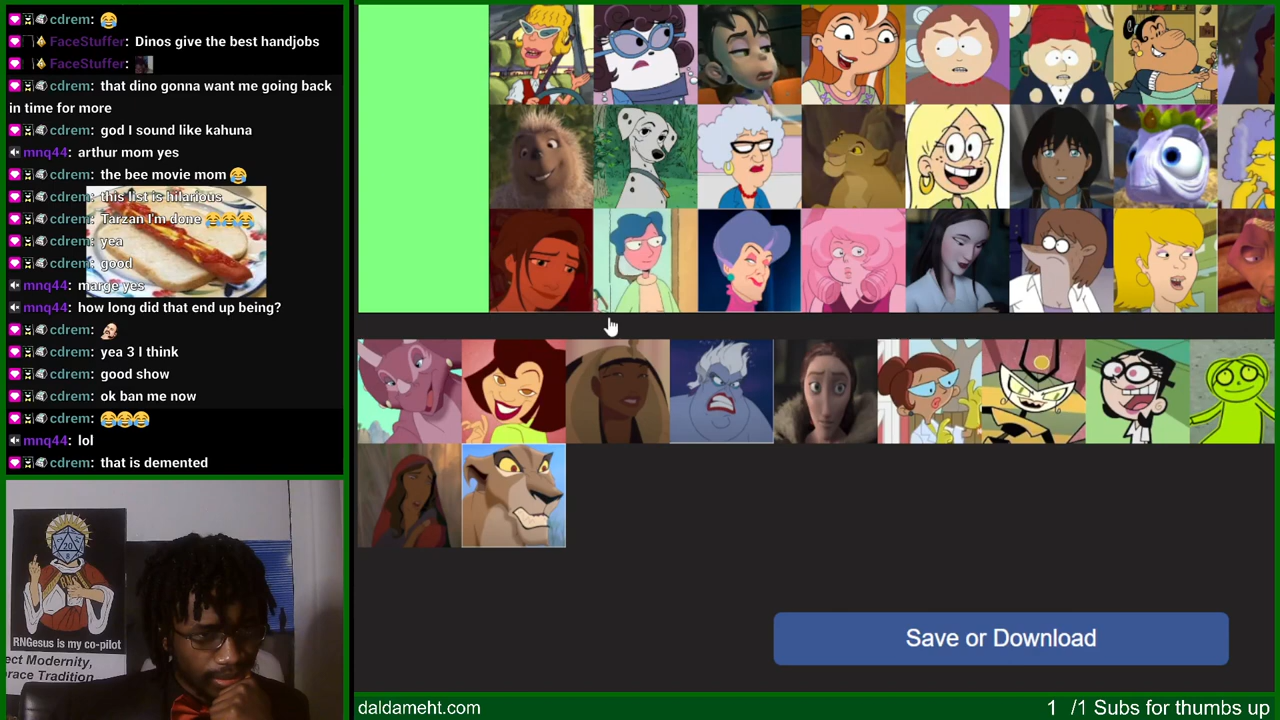 cdrem: 😂
FaceStuffer: Dinos give the best handjobs
FaceStuffer:
cdrem: that dino gonna want me going back
in time for more
cdrem: god I sound like kahuna
mnq44: arthur mom yes
cdrem: the bee movie mom 😂
cdrem: this list is hilarious
cdrem: Tarzan I'm done 😂😂😂
cdrem: yea
cdrem: good
mnq44: marge yes
mnq44: how long did that end up being?
cdrem:
cdrem: yea 3 I think
cdrem: good show
cdrem: ok ban me now
cdrem: 😂😂😂
mnq44: lol
cdrem: that is demented
20
RNGesus is my co-pilot
ect Modernity,
race Tradition
Save or Download
daldameht.com
1 /1 Subs for thumbs up